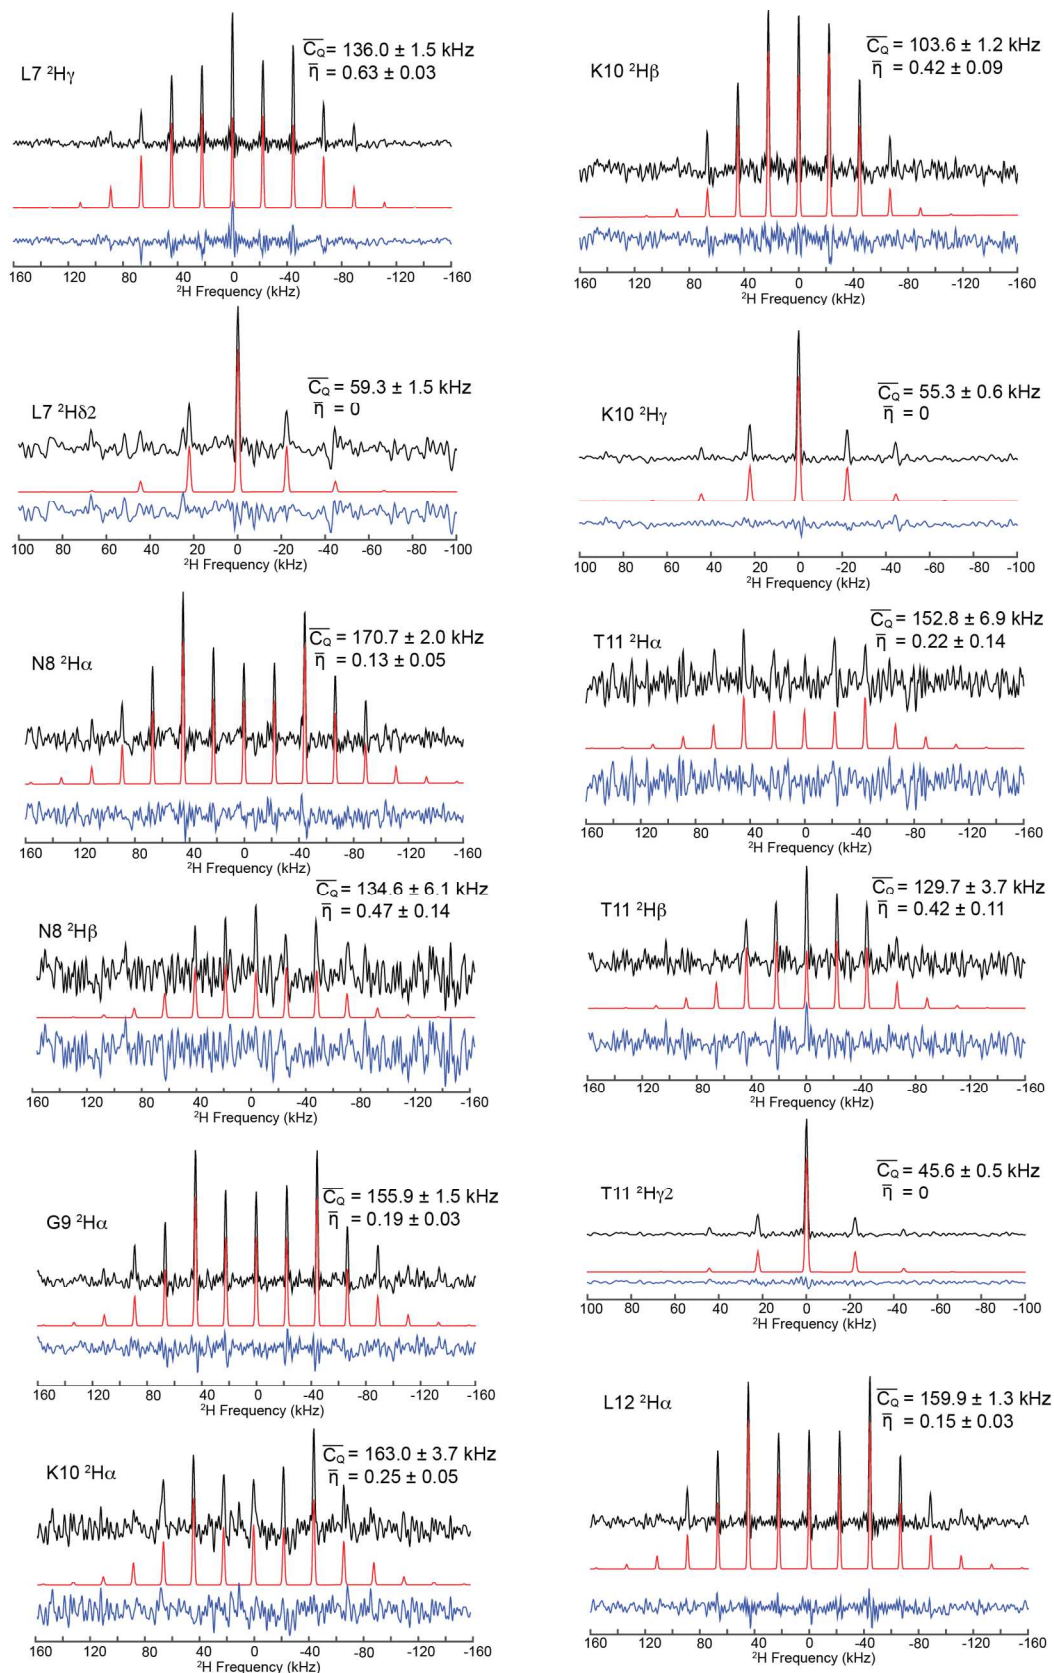 L7 ²Hγ
C̅Q̅ = 136.0 ± 1.5 kHz
η̅ = 0.63 ± 0.03
160 120 80 40 0 -40 -80 -120 -160
²H Frequency (kHz)
L7 ²Hδ2
C̅Q̅ = 59.3 ± 1.5 kHz
η̅ = 0
100 80 60 40 20 0 -20 -40 -60 -80 -100
²H Frequency (kHz)
N8 ²Hα
C̅Q̅ = 170.7 ± 2.0 kHz
η̅ = 0.13 ± 0.05
160 120 80 40 0 -40 -80 -120 -160
²H Frequency (kHz)
N8 ²Hβ
C̅Q̅ = 134.6 ± 6.1 kHz
η̅ = 0.47 ± 0.14
160 120 80 40 0 -40 -80 -120 -160
²H Frequency (kHz)
G9 ²Hα
C̅Q̅ = 155.9 ± 1.5 kHz
η̅ = 0.19 ± 0.03
160 120 80 40 0 -40 -80 -120 -160
²H Frequency (kHz)
K10 ²Hα
C̅Q̅ = 163.0 ± 3.7 kHz
η̅ = 0.25 ± 0.05
160 120 80 40 0 -40 -80 -120 -160
²H Frequency (kHz)
K10 ²Hβ
C̅Q̅ = 103.6 ± 1.2 kHz
η̅ = 0.42 ± 0.09
160 120 80 40 0 -40 -80 -120 -160
²H Frequency (kHz)
K10 ²Hγ
C̅Q̅ = 55.3 ± 0.6 kHz
η̅ = 0
100 80 60 40 20 0 -20 -40 -60 -80 -100
²H Frequency (kHz)
T11 ²Hα
C̅Q̅ = 152.8 ± 6.9 kHz
η̅ = 0.22 ± 0.14
160 120 80 40 0 -40 -80 -120 -160
²H Frequency (kHz)
T11 ²Hβ
C̅Q̅ = 129.7 ± 3.7 kHz
η̅ = 0.42 ± 0.11
160 120 80 40 0 -40 -80 -120 -160
²H Frequency (kHz)
T11 ²Hγ2
C̅Q̅ = 45.6 ± 0.5 kHz
η̅ = 0
100 80 60 40 20 0 -20 -40 -60 -80 -100
²H Frequency (kHz)
L12 ²Hα
C̅Q̅ = 159.9 ± 1.3 kHz
η̅ = 0.15 ± 0.03
160 120 80 40 0 -40 -80 -120 -160
²H Frequency (kHz)